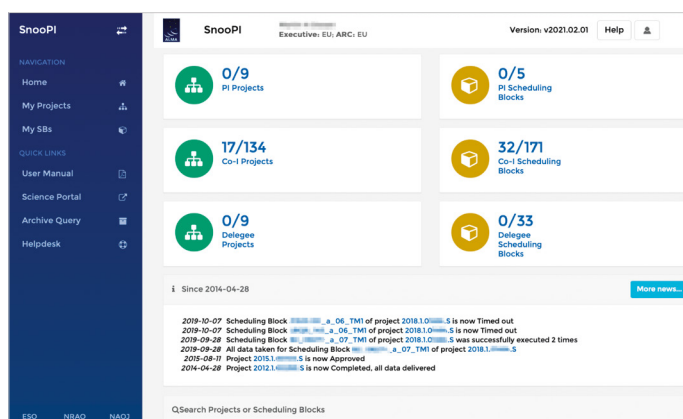 SnooPI
NAVIGATION
Home
My Projects
My SBs
QUICK LINKS
User Manual
Science Portal
Archive Query
Helpdesk
ESO NRAO NAOJ
ALMA
SnooPI
Executive: EU; ARC: EU
Version: v2021.02.01
Help
0/9
PI Projects
0/5
PI Scheduling
Blocks
17/134
Co-I Projects
32/171
Co-I Scheduling
Blocks
0/9
Delegee
Projects
0/33
Delegee
Scheduling
Blocks
i Since 2014-04-28
More news...
2019-10-07 Scheduling Block _a_06_TM1 of project 2018.1.0 .S is now Timed out
2019-10-07 Scheduling Block _a_06_TM1 of project 2018.1.0 .S is now Timed out
2019-09-28 Scheduling Block _a_07_TM1 of project 2018.1.0 .S was successfully executed 2 times
2019-09-28 All data taken for Scheduling Block _a_07_TM1 of project 2018.1. .S
2015-08-11 Project 2015.1. .S is now Approved
2014-04-28 Project 2012.1. .S is now Completed, all data delivered
Search Projects or Scheduling Blocks